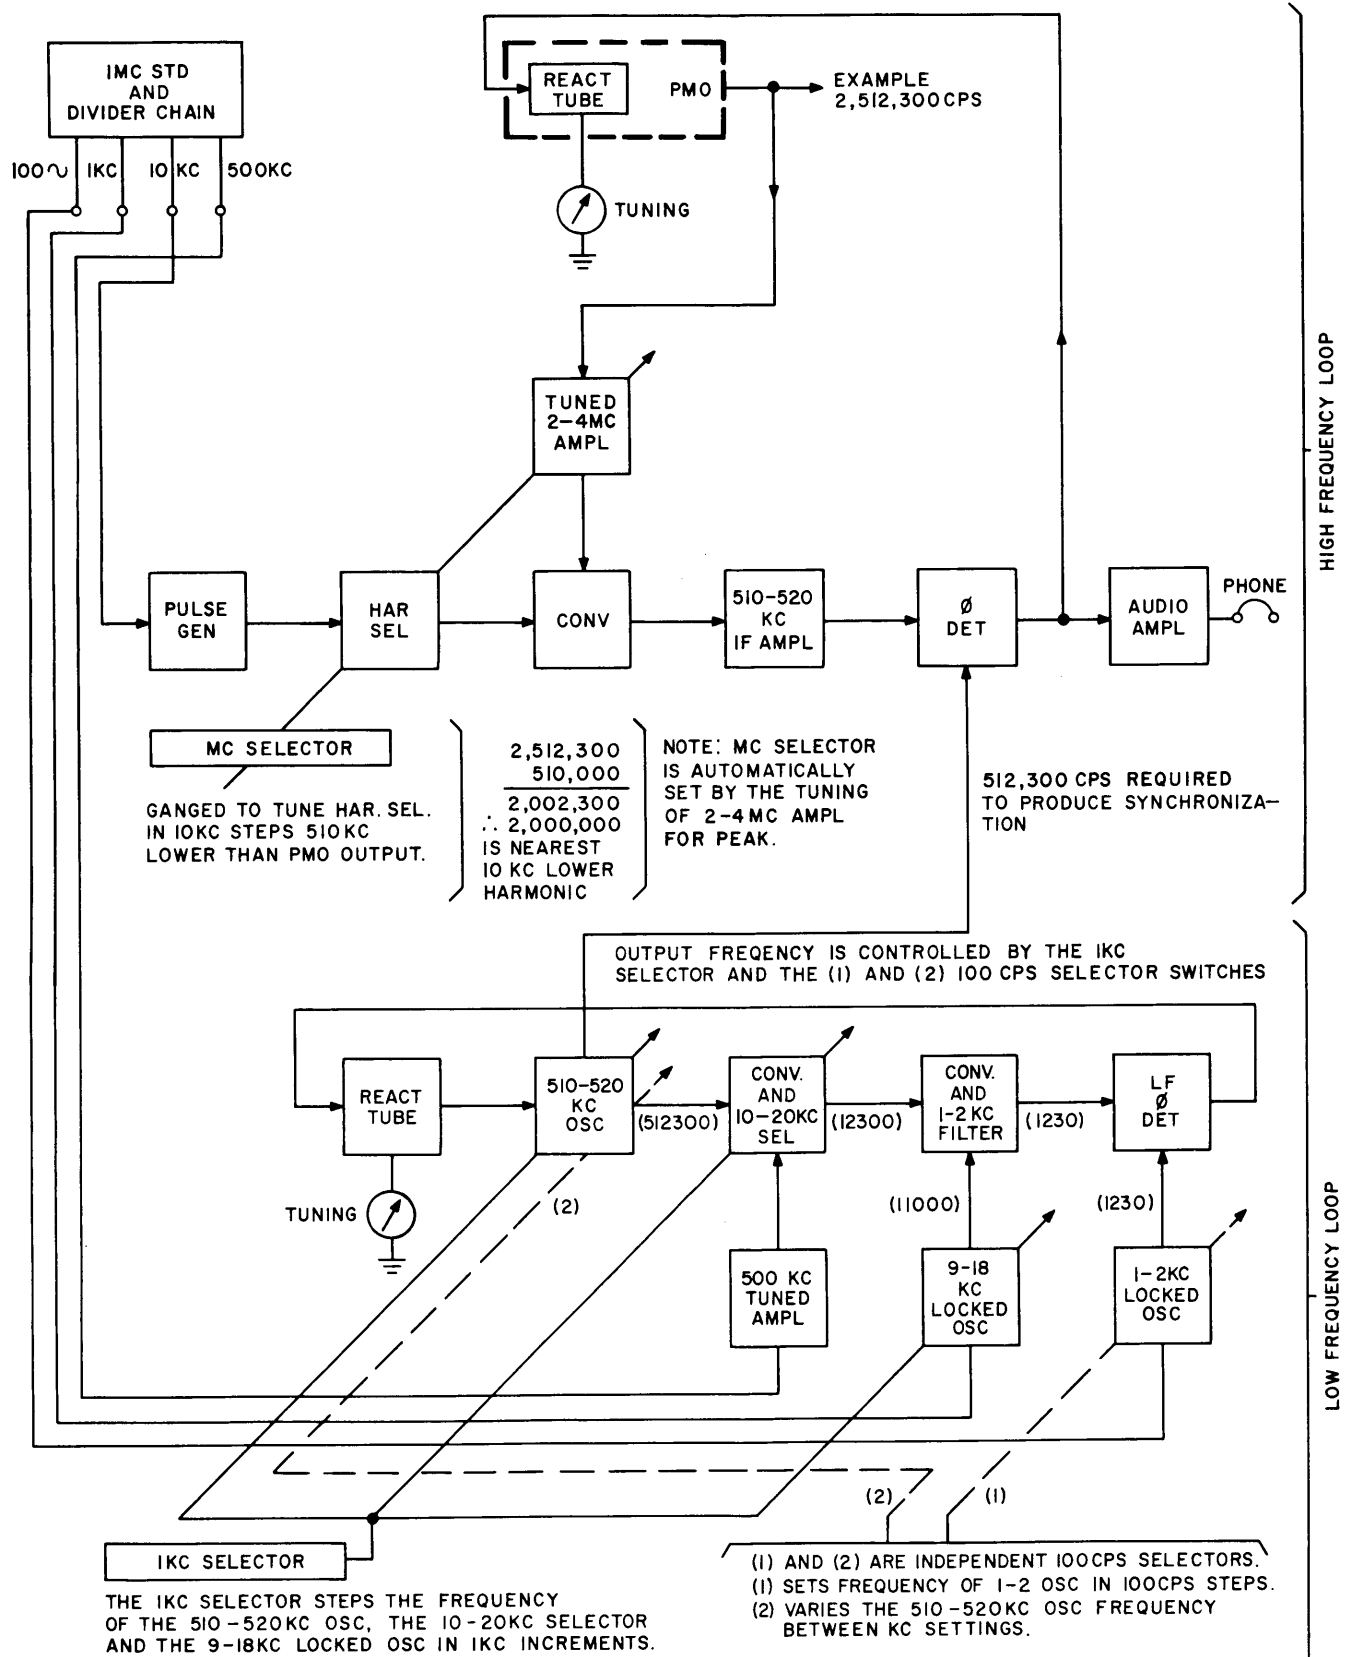 1MC STD
AND
DIVIDER CHAIN
100∿
1KC
10 KC
500KC
REACT
TUBE
PMO
EXAMPLE
2,512,300CPS
TUNING
TUNED
2-4MC
AMPL
PULSE
GEN
HAR
SEL
CONV
510-520
KC
IF AMPL
Ø
DET
AUDIO
AMPL
PHONE
HIGH FREQUENCY LOOP
MC SELECTOR
GANGED TO TUNE HAR. SEL.
IN 10KC STEPS 510KC
LOWER THAN PMO OUTPUT.
2,512,300
510,000
2,002,300
∴ 2,000,000
IS NEAREST
10 KC LOWER
HARMONIC
NOTE: MC SELECTOR
IS AUTOMATICALLY
SET BY THE TUNING
OF 2-4MC AMPL
FOR PEAK.
512,300 CPS REQUIRED
TO PRODUCE SYNCHRONIZA-
TION
OUTPUT FREQENCY IS CONTROLLED BY THE 1KC
SELECTOR AND THE (1) AND (2) 100 CPS SELECTOR SWITCHES
REACT
TUBE
510-520
KC
OSC
(512300)
CONV.
AND
10-20KC
SEL
(12300)
CONV.
AND
1-2KC
FILTER
(1230)
LF
Ø
DET
TUNING
(2)
(11000)
(1230)
500 KC
TUNED
AMPL
9-18
KC
LOCKED
OSC
1-2KC
LOCKED
OSC
LOW FREQUENCY LOOP
(2)
(1)
1KC SELECTOR
THE 1KC SELECTOR STEPS THE FREQUENCY
OF THE 510-520KC OSC, THE 10-20KC SELECTOR
AND THE 9-18KC LOCKED OSC IN 1KC INCREMENTS.
(1) AND (2) ARE INDEPENDENT 100CPS SELECTORS.
(1) SETS FREQUENCY OF 1-2 OSC IN 100CPS STEPS.
(2) VARIES THE 510-520KC OSC FREQUENCY
BETWEEN KC SETTINGS.